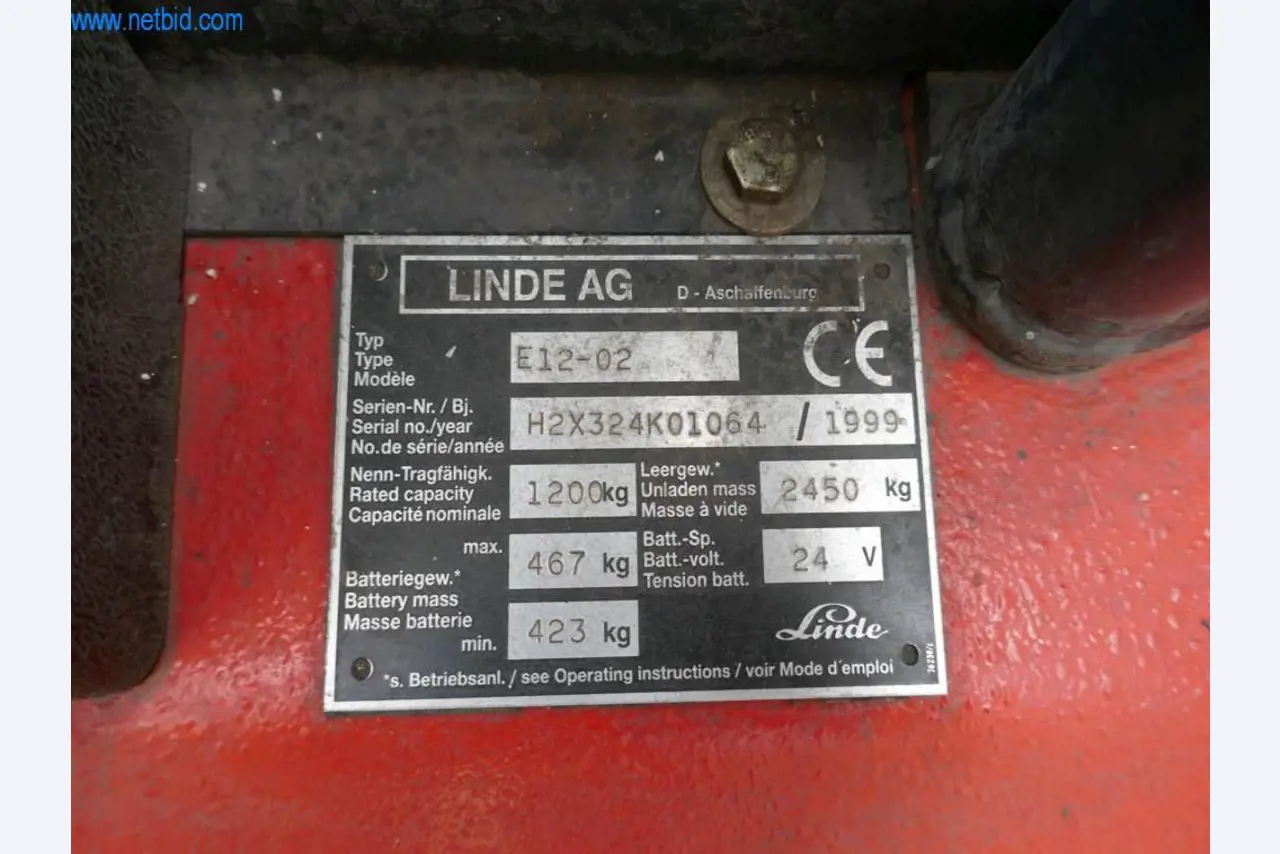 www.netbid.com
LINDE AG D - Aschaffenburg
Typ
Type
Modèle
E12-02
CE
Serien-Nr. / Bj.
Serial no./year
No. de série/année
H2X324K01064 / 1999
Nenn-Tragfähigk.
Rated capacity
Capacité nominale
1200 kg
Leergew.*
Unladen mass
Masse à vide
2450 kg
max.
467 kg
Batt.-Sp.
Batt.-volt.
Tension batt.
24 V
Batteriegew.*
Battery mass
Masse batterie
min.
423 kg
Linde
*s. Betriebsanl. / see Operating instructions / voir Mode d'emploi